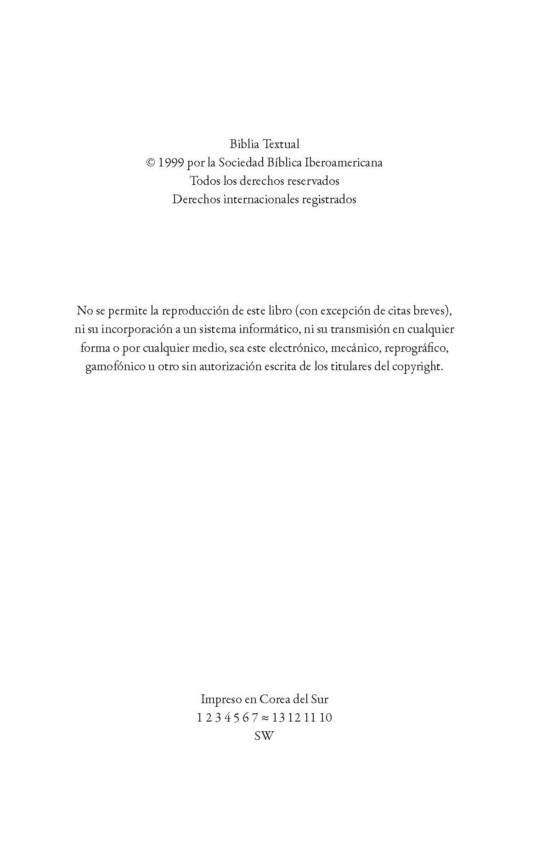 Biblia Textual
© 1999 por la Sociedad Bíblica Iberoamericana
Todos los derechos reservados
Derechos internacionales registrados
No se permite la reproducción de este libro (con excepción de citas breves),
ni su incorporación a un sistema informático, ni su transmisión en cualquier
forma o por cualquier medio, sea este electrónico, mecánico, reprográfico,
gamofónico u otro sin autorización escrita de los titulares del copyright.
Impreso en Corea del Sur
1 2 3 4 5 6 7 ≈ 13 12 11 10
SW